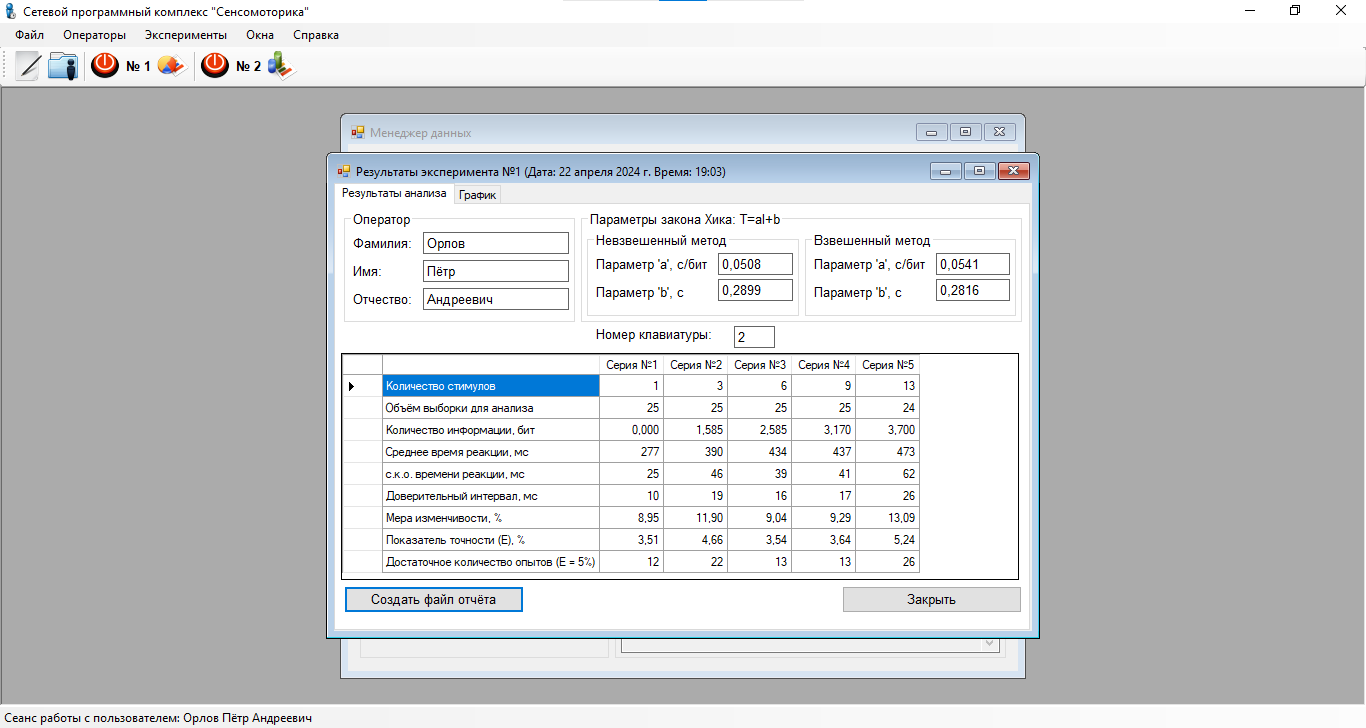 Сетевой программный комплекс "Сенсомоторика"
Файл Операторы Эксперименты Окна Справка
№ 1 № 2
Менеджер данных
Результаты эксперимента №1 (Дата: 22 апреля 2024 г. Время: 19:03)
Результаты анализа График
Оператор
Фамилия: Орлов
Имя: Пётр
Отчество: Андреевич
Параметры закона Хика: T=aI+b
Невзвешенный метод
Параметр 'a', с/бит 0,0508
Параметр 'b', с 0,2899
Взвешенный метод
Параметр 'a', с/бит 0,0541
Параметр 'b', с 0,2816
Номер клавиатуры: 2
Серия №1 Серия №2 Серия №3 Серия №4 Серия №5
Количество стимулов 1 3 6 9 13
Объём выборки для анализа 25 25 25 25 24
Количество информации, бит 0,000 1,585 2,585 3,170 3,700
Среднее время реакции, мс 277 390 434 437 473
с.к.о. времени реакции, мс 25 46 39 41 62
Доверительный интервал, мс 10 19 16 17 26
Мера изменчивости, % 8,95 11,90 9,04 9,29 13,09
Показатель точности (E), % 3,51 4,66 3,54 3,64 5,24
Достаточное количество опытов (E = 5%) 12 22 13 13 26
Создать файл отчёта Закрыть
Сеанс работы с пользователем: Орлов Пётр Андреевич